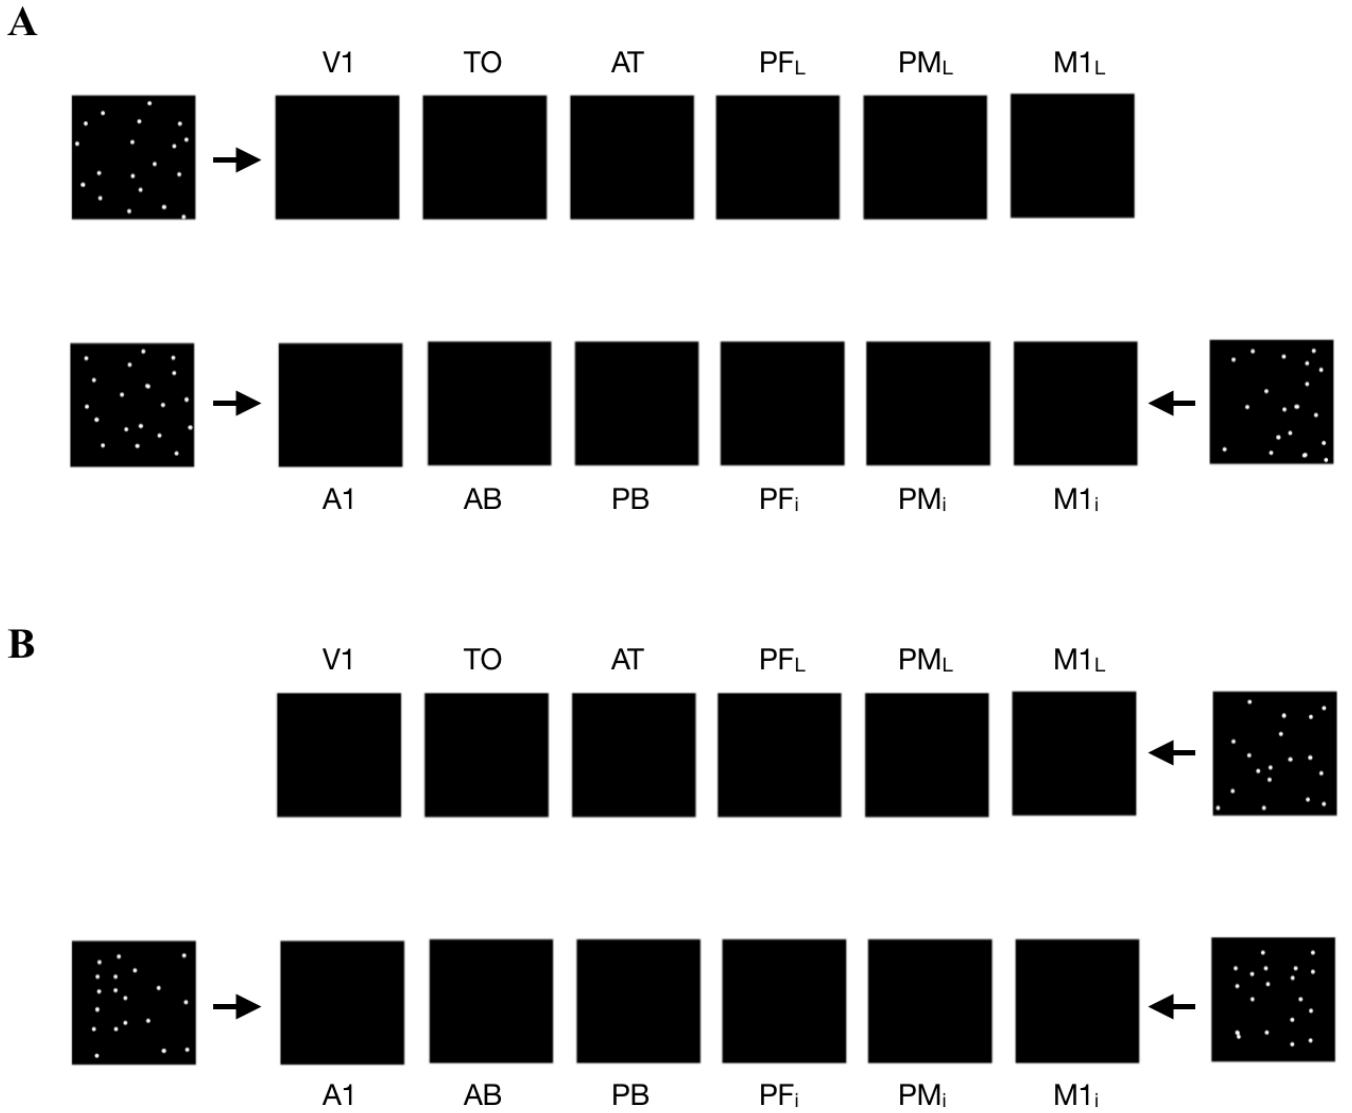 A
V1 TO AT PFL PML M1L
A1 AB PB PFi PMi M1i
B
V1 TO AT PFL PML M1L
A1 AB PB PFi PMi M1i